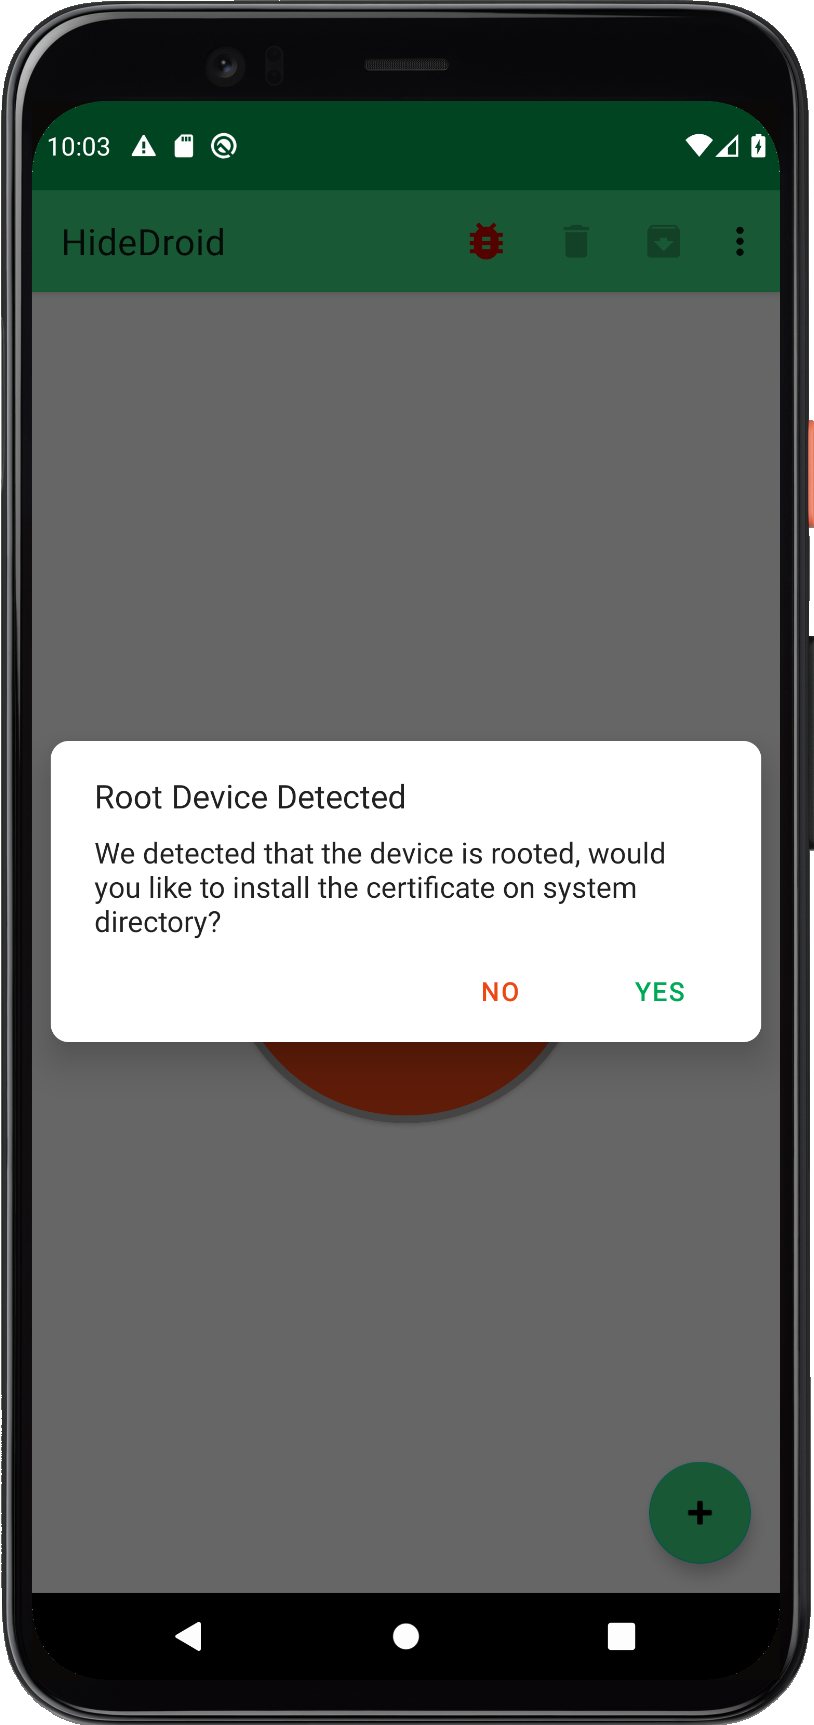 10:03
HideDroid
Root Device Detected
We detected that the device is rooted, would
you like to install the certificate on system
directory?
NO YES